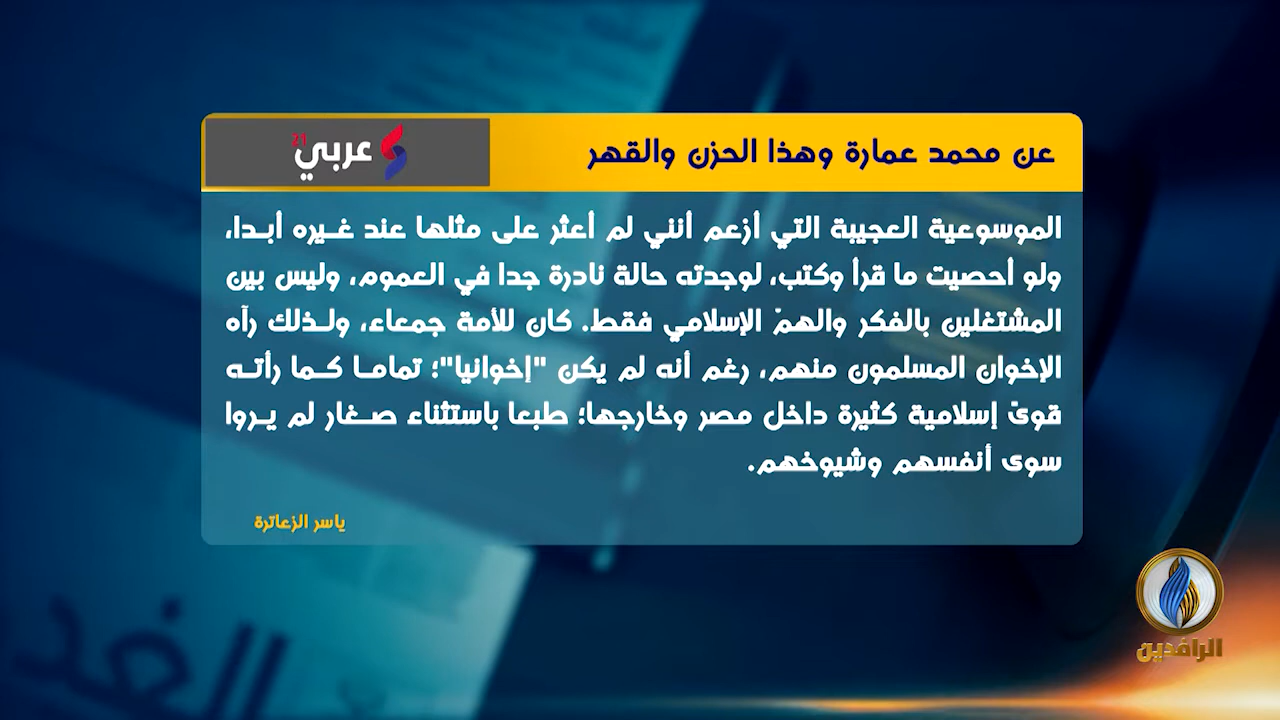 عن محمد عمارة وهذا الحزن والقهر
عربي 21
الموسوعية العجيبة التي أزعم أنني لم أعثر على مثلها عند غيره أبدا،
ولو أحصيت ما قرأ وكتب، لوجدته حالة نادرة جدا في العموم، وليس بين
المشتغلين بالفكر والهمّ الإسلامي فقط. كان للأمة جمعاء، ولذلك رآه
الإخوان المسلمون منهم، رغم أنه لم يكن "إخوانيا"؛ تماما كما رأته
قوىً إسلامية كثيرة داخل مصر وخارجها؛ طبعا باستثناء صغار لم يروا
سوى أنفسهم وشيوخهم.
ياسر الزعاترة
الرافدين
الغد